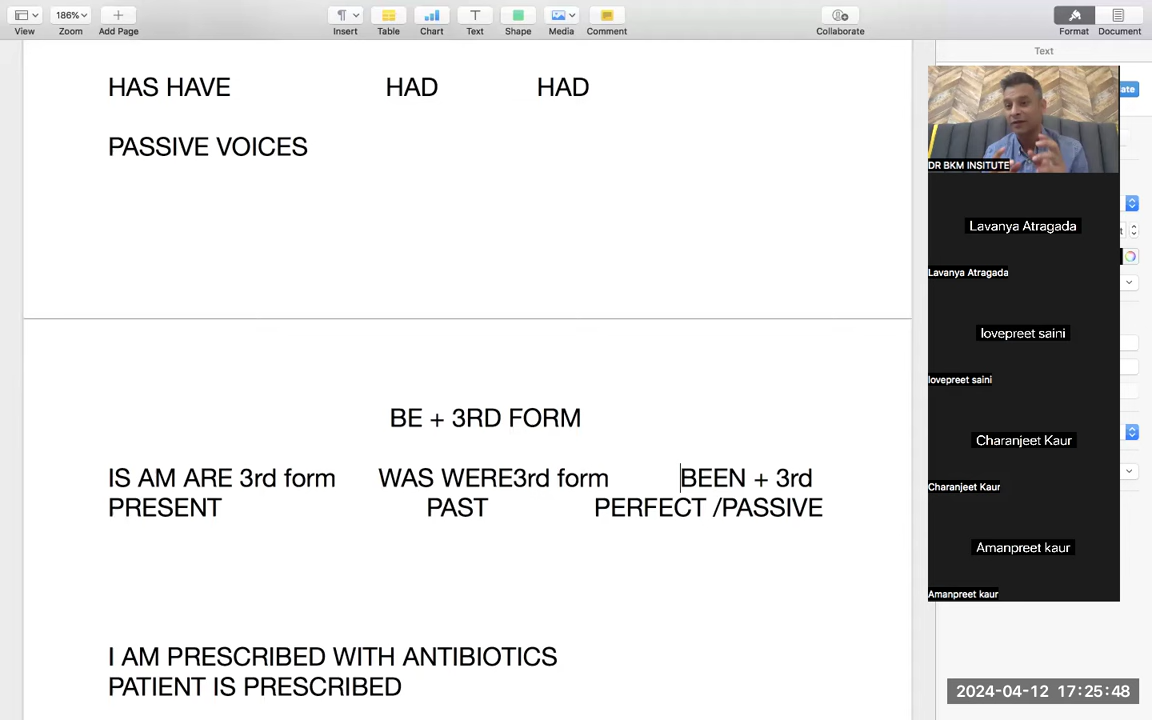 186%
View
Zoom
Add Page
Insert
Table
Chart
Text
Shape
Media
Comment
Collaborate
Format
Document
Text
HAS HAVE HAD HAD
PASSIVE VOICES
BE + 3RD FORM
IS AM ARE 3rd form WAS WERE3rd form BEEN + 3rd
PRESENT PAST PERFECT /PASSIVE
I AM PRESCRIBED WITH ANTIBIOTICS
PATIENT IS PRESCRIBED
DR BKM INSITUTE
Lavanya Atragada
Lavanya Atragada
lovepreet saini
lovepreet saini
Charanjeet Kaur
Charanjeet Kaur
Amanpreet kaur
Amanpreet kaur
2024-04-12 17:25:48